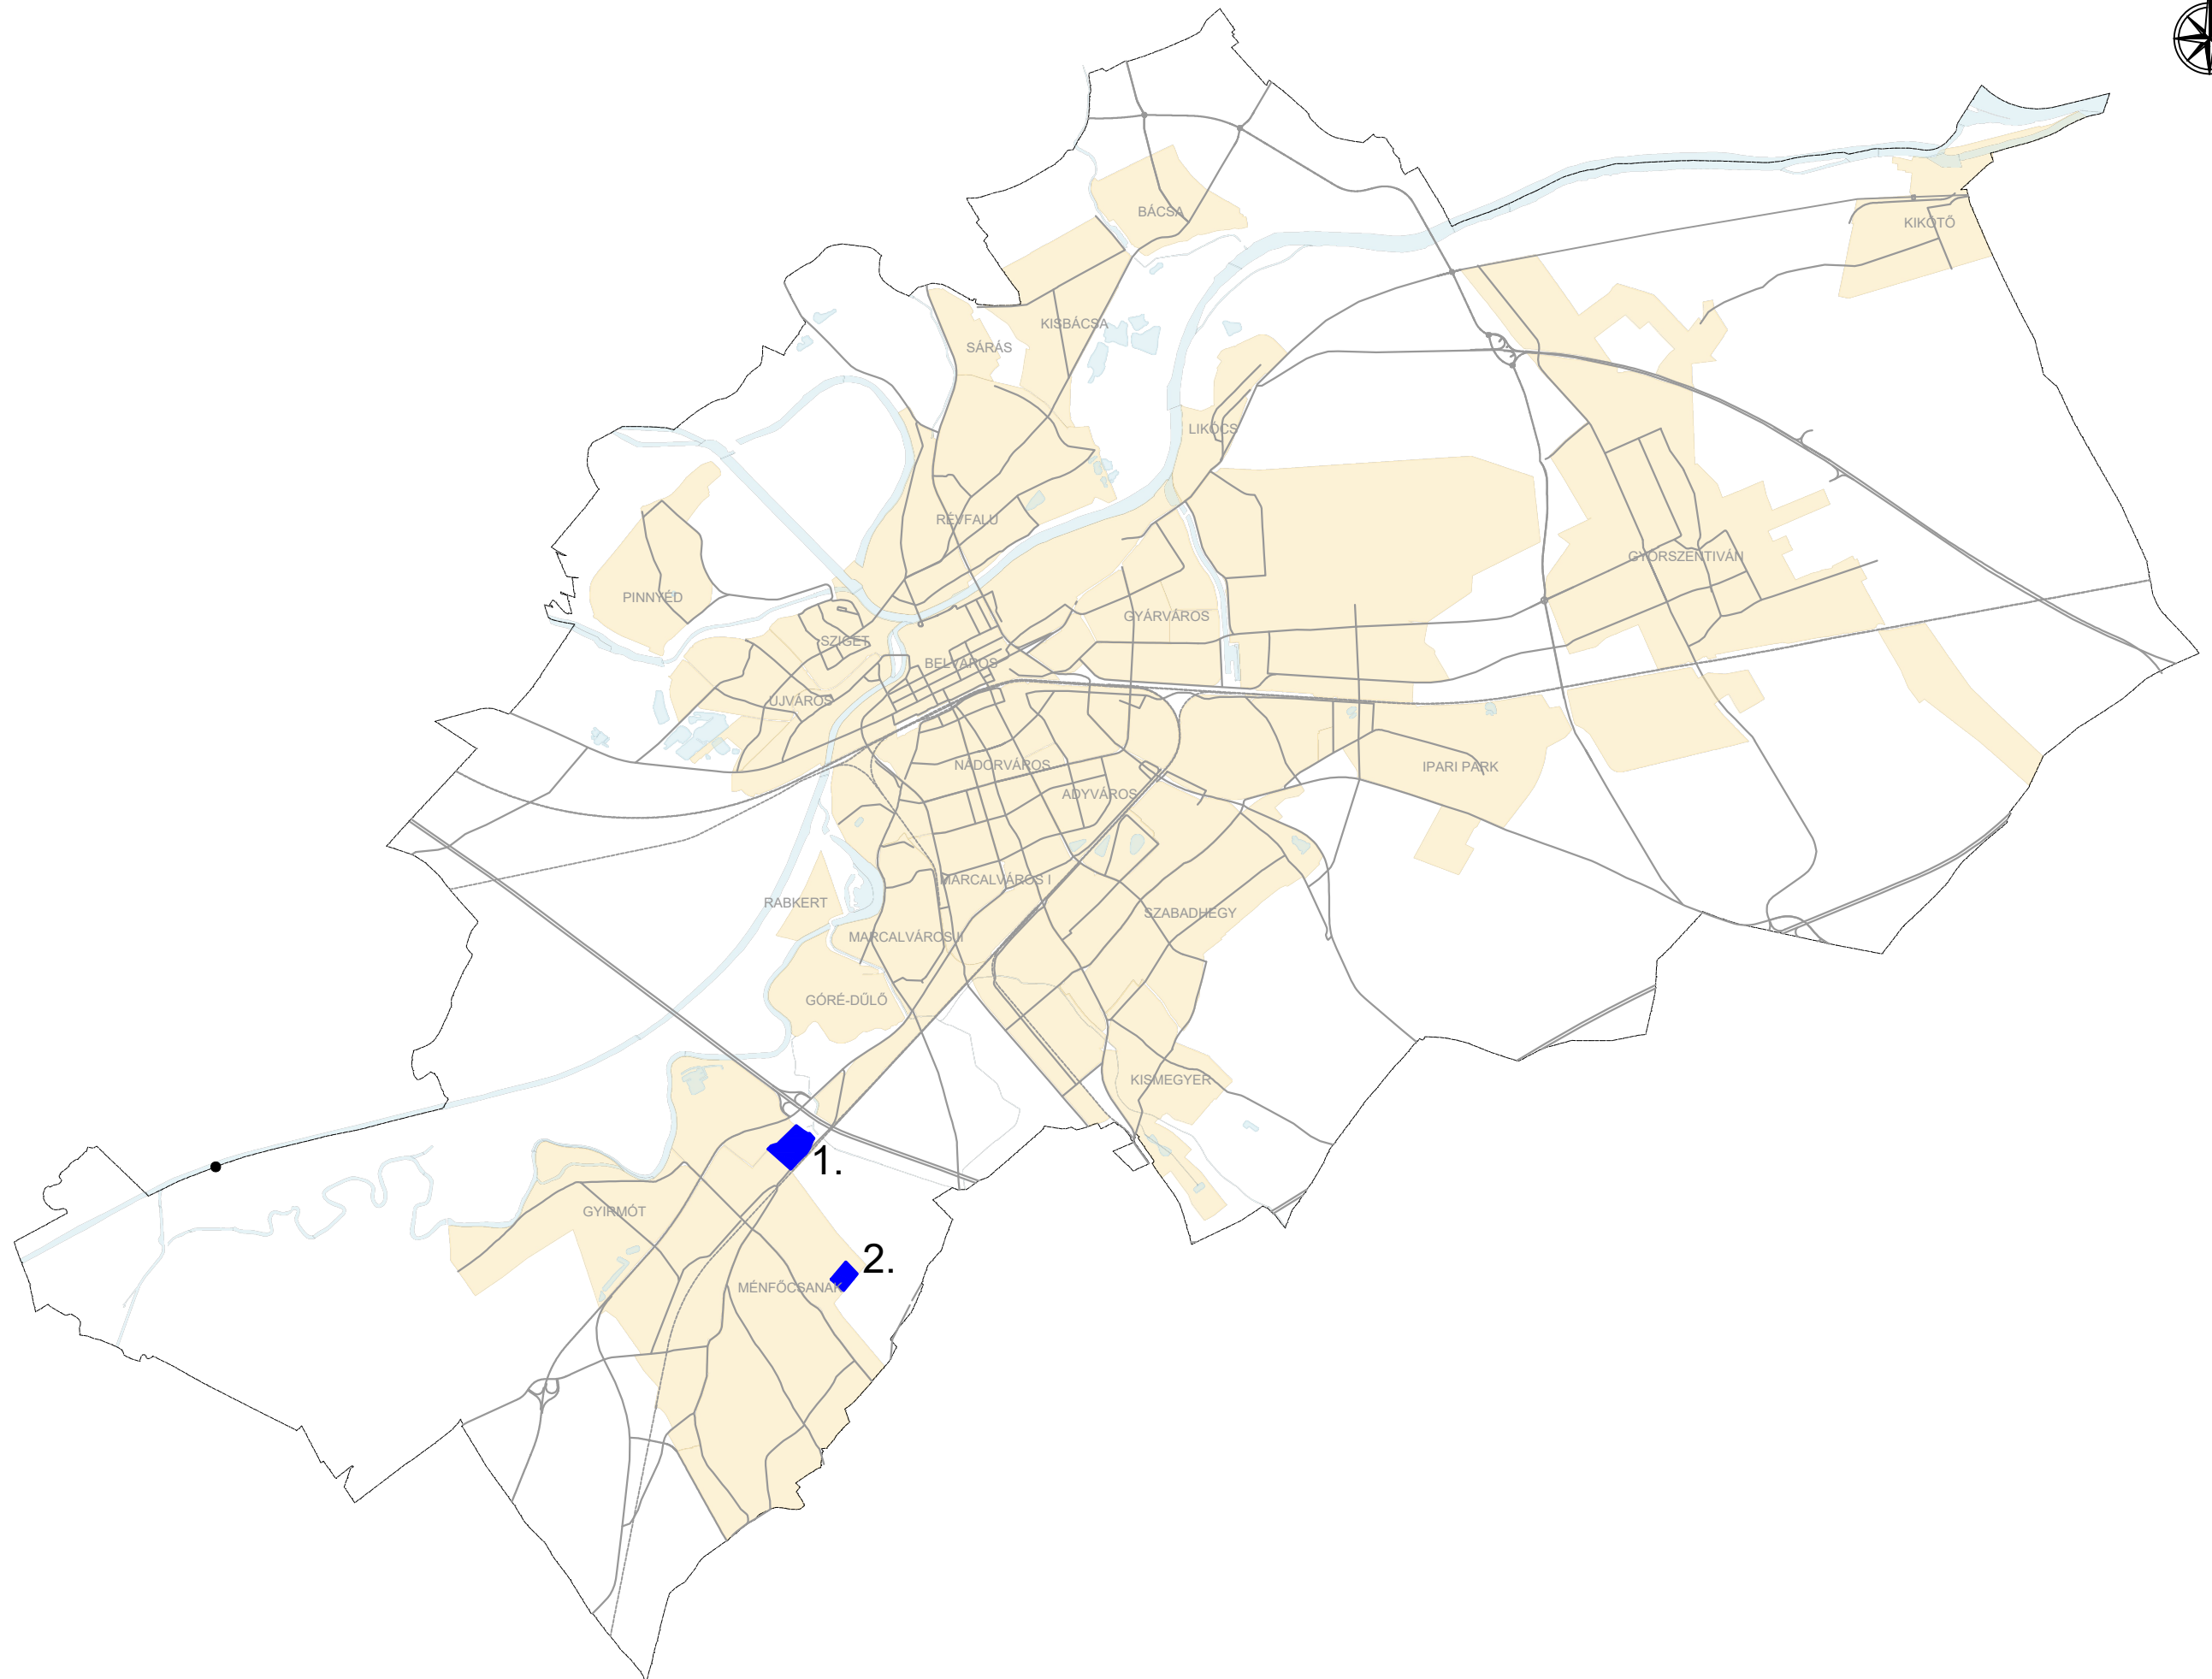 BÁCSA
KIKÖTŐ
KISBÁCSA
SÁRÁS
LIKÓCS
RÉVFALU
GYŐRSZENTIVÁN
PINNYÉD
GYÁRVÁROS
SZIGET
BELVÁROS
ÚJVÁROS
NÁDORVÁROS
IPARI PARK
ADYVÁROS
MARCALVÁROS I
RABKERT
SZABADHEGY
MARCALVÁROS II
GÓRÉ-DŰLŐ
KISMEGYER
1.
GYIRMÓT
2.
MÉNFŐCSANAK